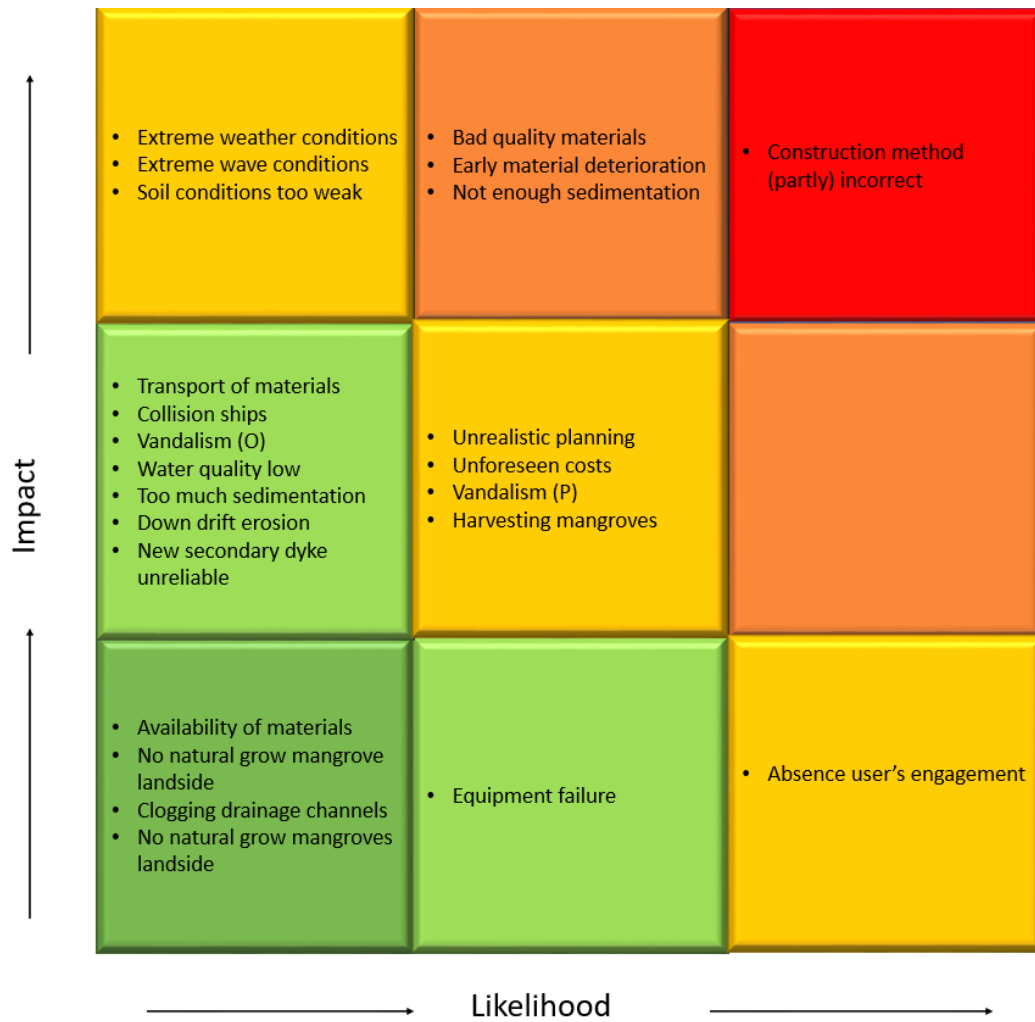 • Extreme weather conditions
• Extreme wave conditions
• Soil conditions too weak
• Bad quality materials
• Early material deterioration
• Not enough sedimentation
• Construction method
(partly) incorrect
• Transport of materials
• Collision ships
• Vandalism (O)
• Water quality low
• Too much sedimentation
• Down drift erosion
• New secondary dyke
unreliable
• Unrealistic planning
• Unforeseen costs
• Vandalism (P)
• Harvesting mangroves
• Availability of materials
• No natural grow mangrove
landside
• Clogging drainage channels
• No natural grow mangroves
landside
• Equipment failure
• Absence user’s engagement
Impact
Likelihood